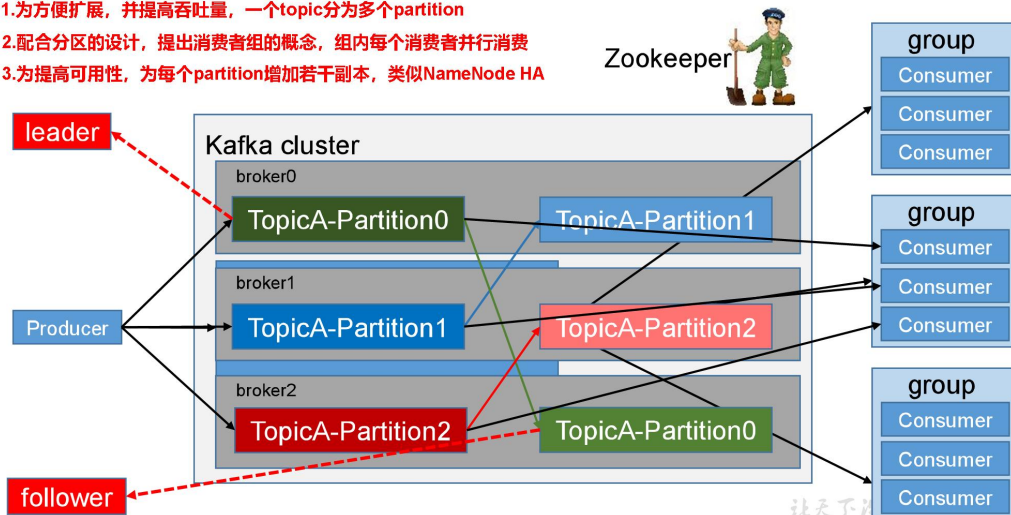 1.为方便扩展，并提高吞吐量，一个topic分为多个partition
2.配合分区的设计，提出消费者组的概念，组内每个消费者并行消费
3.为提高可用性，为每个partition增加若干副本，类似NameNode HA
Zookeeper
leader
Kafka cluster
broker0
TopicA-Partition0
TopicA-Partition1
broker1
Producer
TopicA-Partition1
TopicA-Partition2
broker2
TopicA-Partition2
TopicA-Partition0
follower
group
Consumer
Consumer
Consumer
group
Consumer
Consumer
Consumer
group
Consumer
Consumer
Consumer
让天下